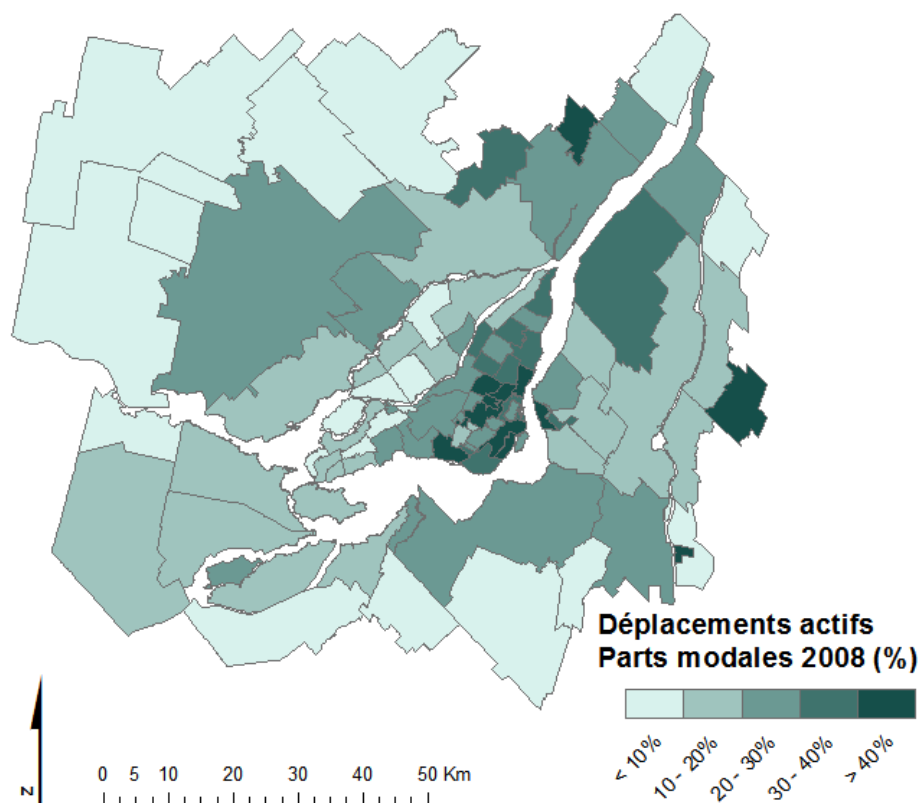 Déplacements actifs
Parts modales 2008 (%)
< 10%
10 - 20%
20 - 30%
30 - 40%
> 40%
N
0 5 10 20 30 40 50 Km